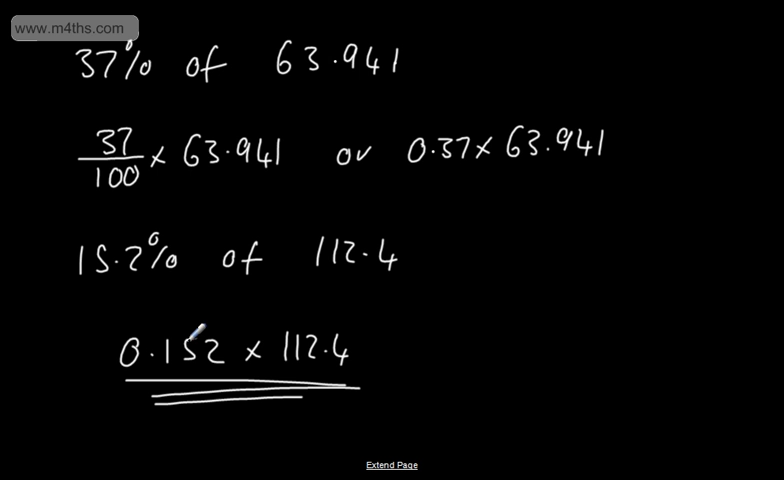 www.m4ths.com
37% of 63.941
37/100 × 63.941 or 0.37 × 63.941
15.2% of 112.4
0.152 × 112.4
Extend Page